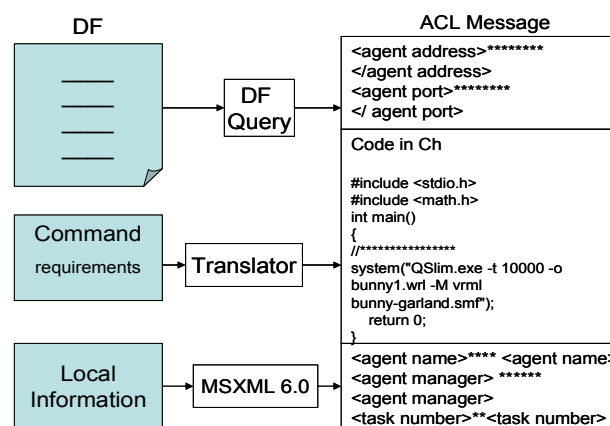 DF
ACL Message
DF
Query
<agent address>********
</agent address>
<agent port>********
</ agent port>
Code in Ch
#include <stdio.h>
#include <math.h>
int main()
{
//****************
system("QSlim.exe -t 10000 -o
bunny1.wrl -M vrml
bunny-garland.smf");
return 0;
}
Command
requirements
Translator
Local
Information
MSXML 6.0
<agent name>**** <agent name>
<agent manager> ******
<agent manager>
<task number>**<task number>